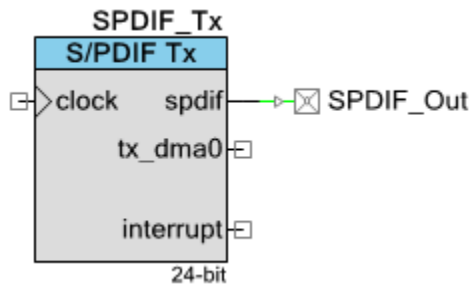 SPDIF_Tx
S/PDIF Tx
clock spdif SPDIF_Out
tx_dma0
interrupt
24-bit